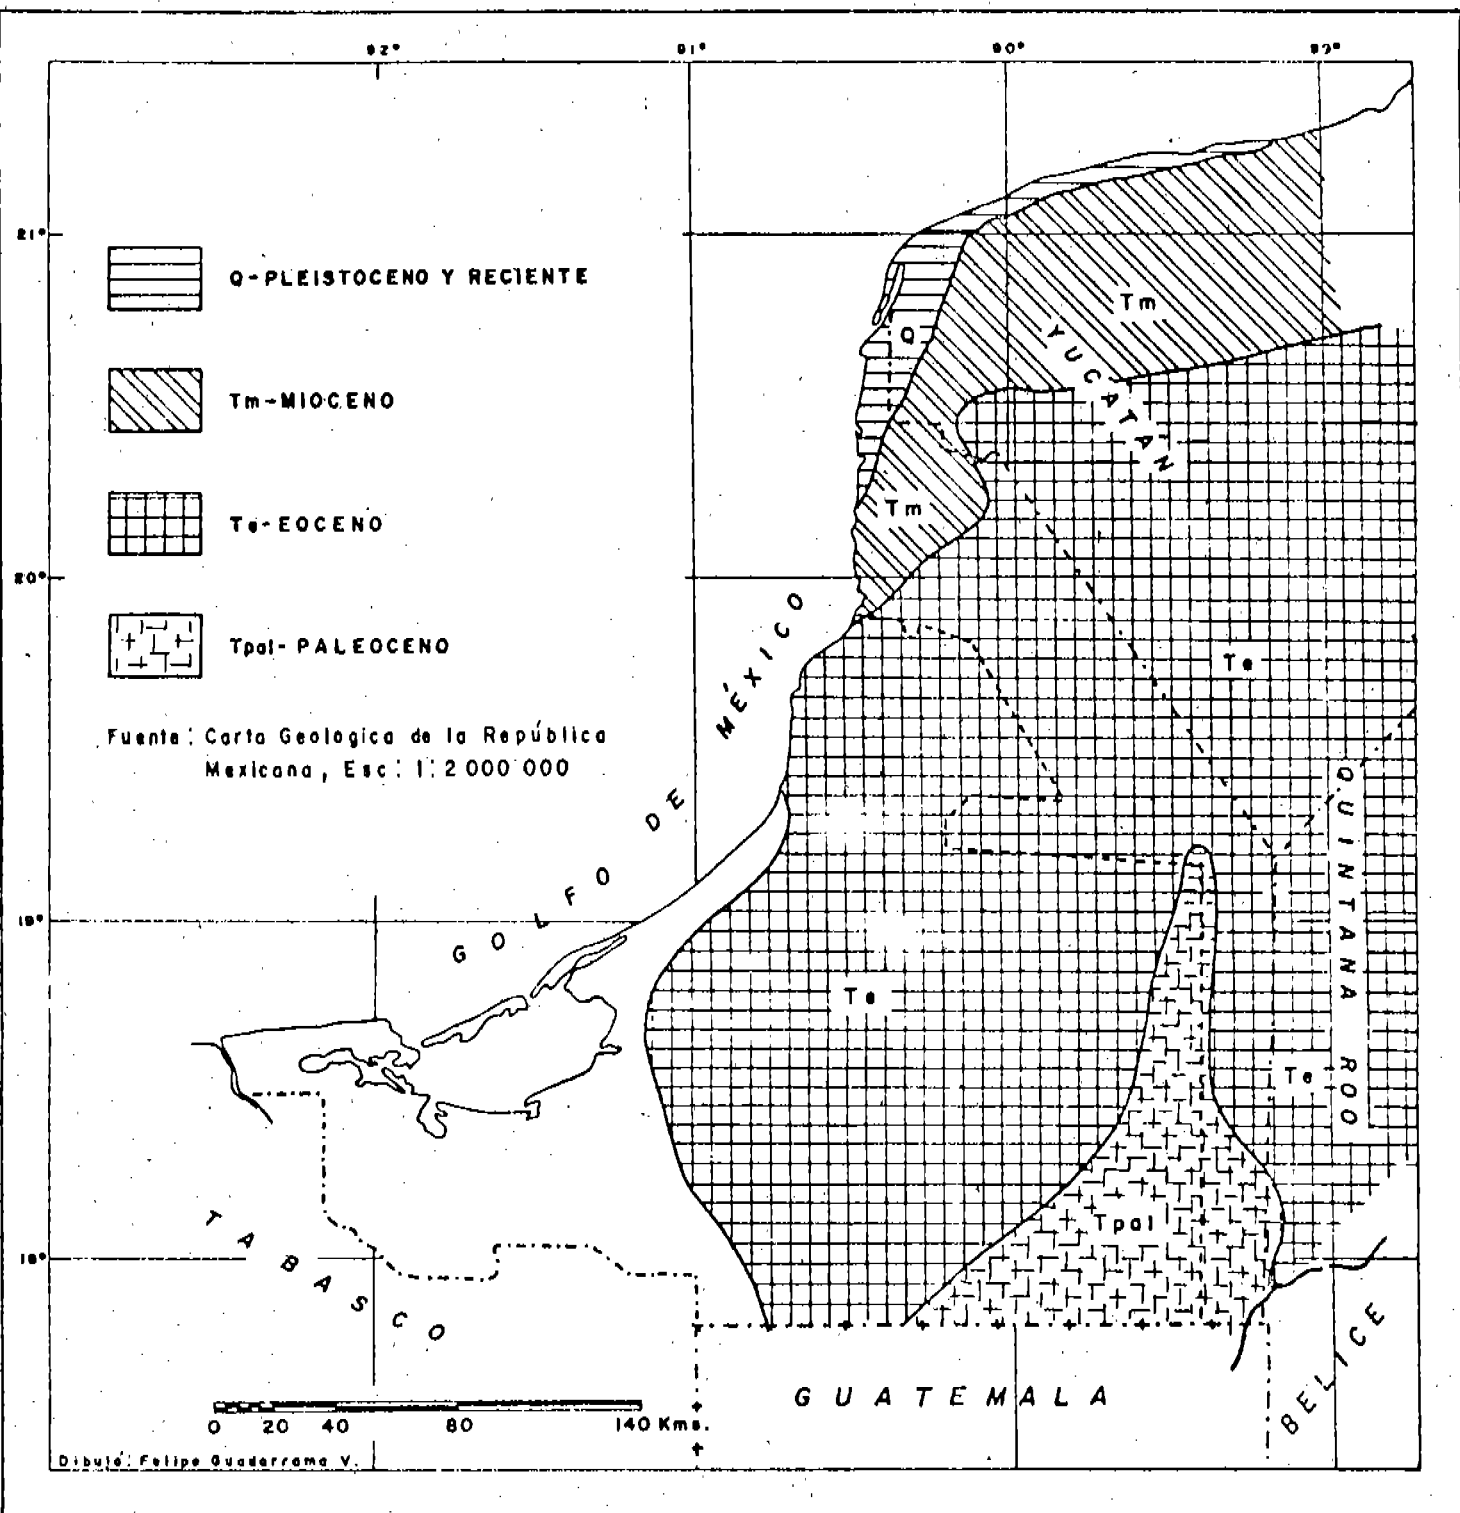 92°
91°
90°
89°
21°
Q-PLEISTOCENO Y RECIENTE
Tm
YUCATAN
Q
Tm-MIOCENO
Tm
Te-EOCENO
20°
Tpal-PALEOCENO
Te
Fuente: Carta Geologica de la República
Mexicana, Esc: 1:2 000 000
GOLFO DE MÉXICO
QUINTANA ROO
19°
Te
Te
TABASCO
Tpal
18°
BELICE
GUATEMALA
0 20 40 80 140 Kms.
Dibujó: Felipe Guadarrama V.